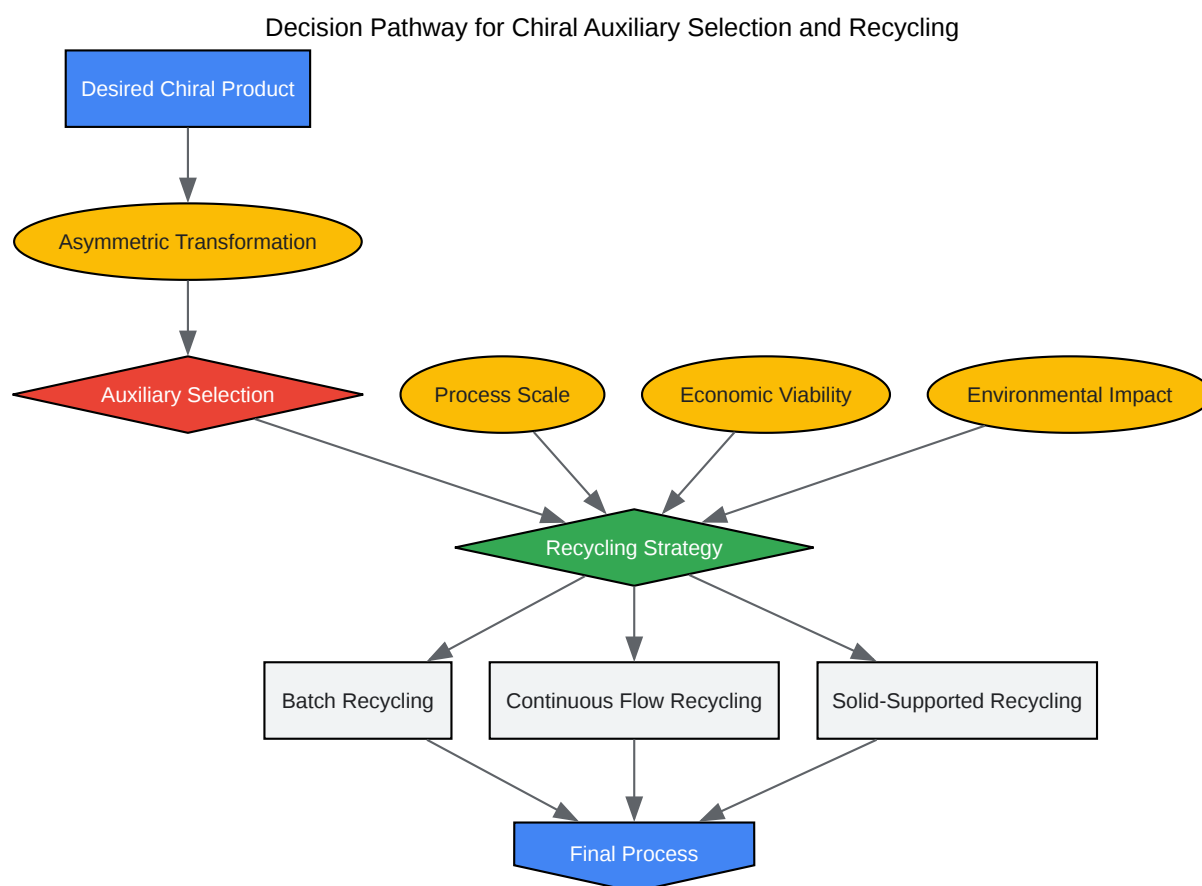 Decision Pathway for Chiral Auxiliary Selection and Recycling
Desired Chiral Product
Asymmetric Transformation
Auxiliary Selection
Process Scale
Economic Viability
Environmental Impact
Recycling Strategy
Batch Recycling
Continuous Flow Recycling
Solid-Supported Recycling
Final Process